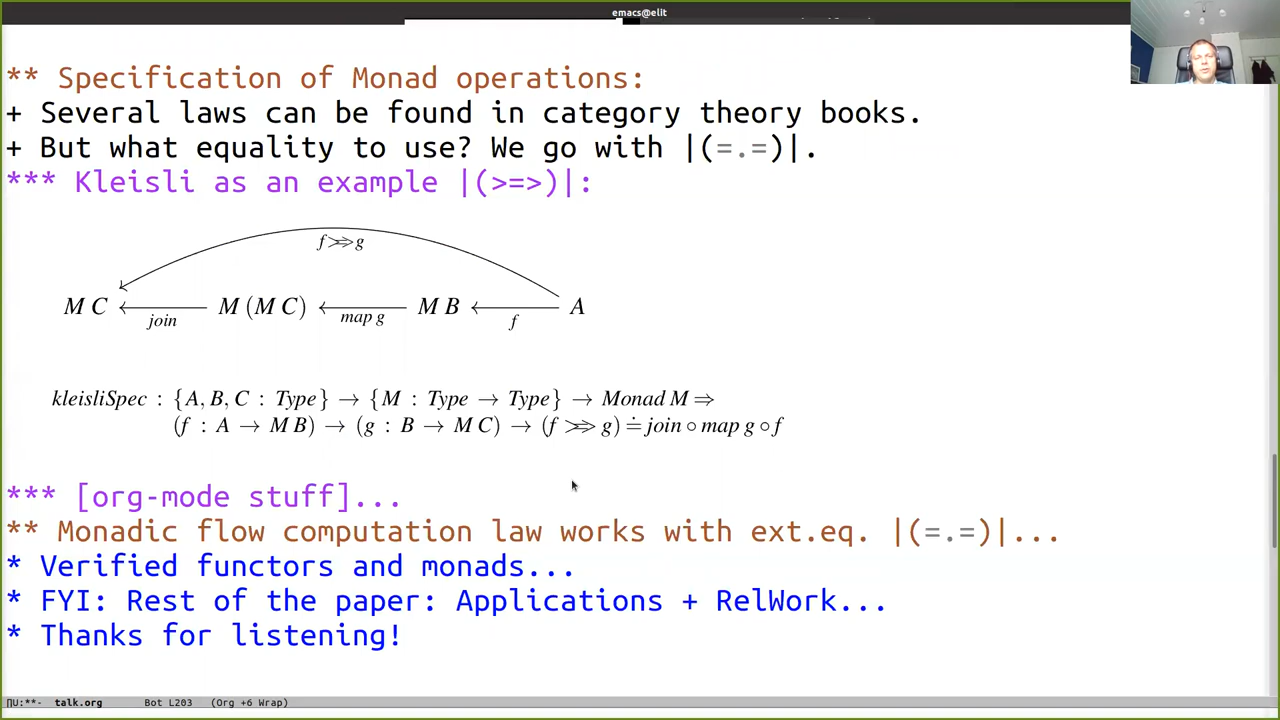 emacs@elit
** Specification of Monad operations:
+ Several laws can be found in category theory books.
+ But what equality to use? We go with |(=.=)|.
*** Kleisli as an example |(>=>)|:
f >=> g
M C M (M C) M B A
join map g f
kleisliSpec : {A, B, C : Type} → {M : Type → Type} → Monad M ⇒
(f : A → M B) → (g : B → M C) → (f >=> g) ≐ join ∘ map g ∘ f
*** [org-mode stuff]...
** Monadic flow computation law works with ext.eq. |(=.=)|...
* Verified functors and monads...
* FYI: Rest of the paper: Applications + RelWork...
* Thanks for listening!
U:**- talk.org Bot L203 (Org +6 Wrap)